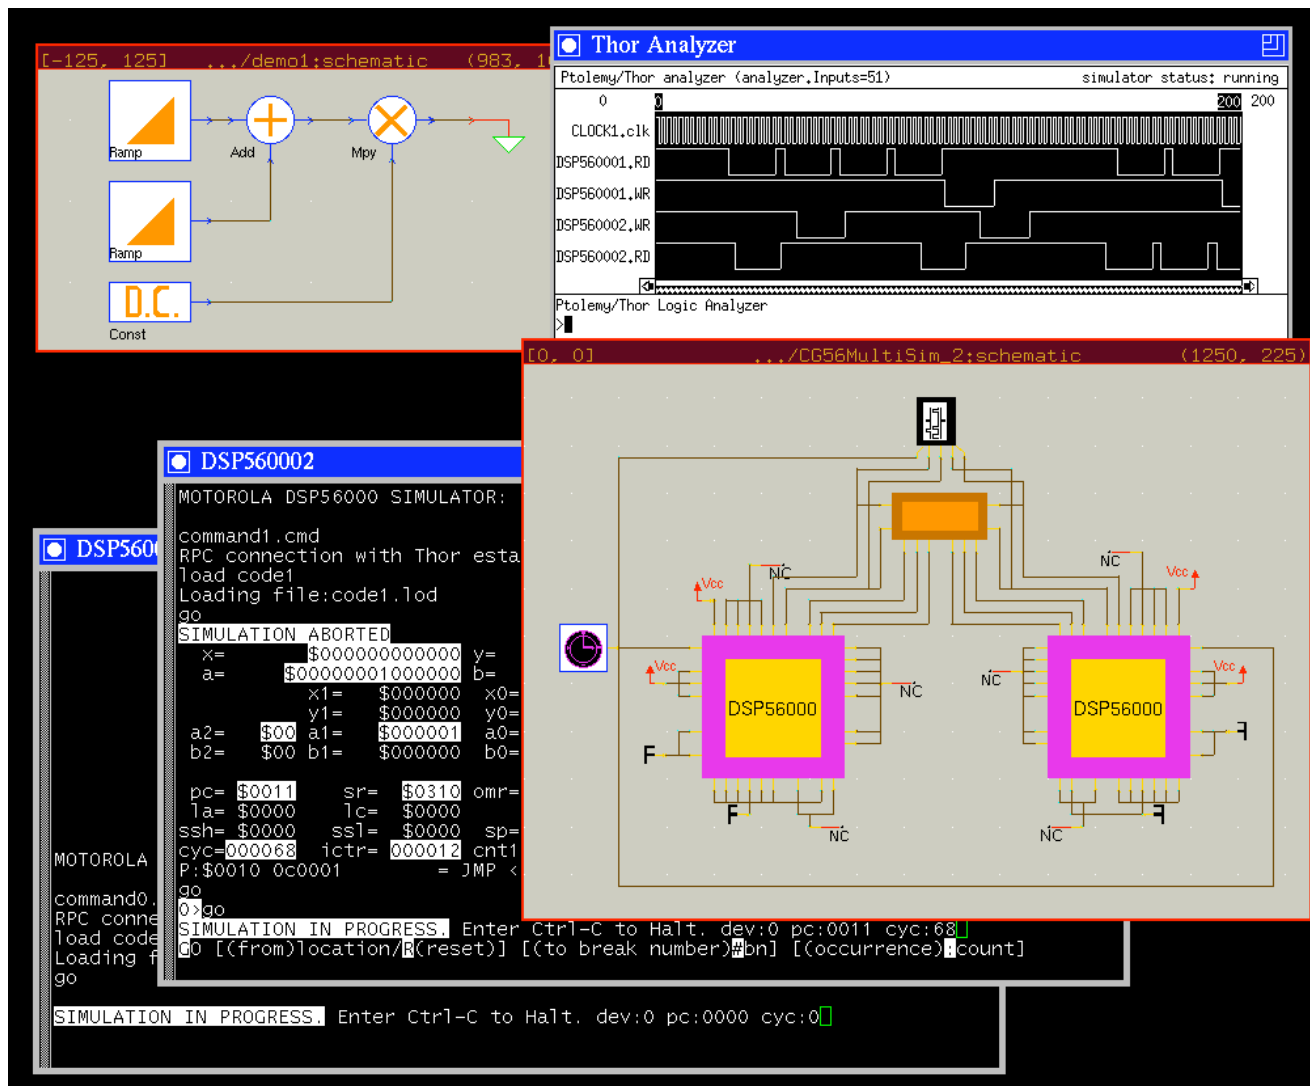 [-125, 125] .../demo1:schematic (983, 1
Ramp
Add
Mpy
Ramp
D.C.
Const
Thor Analyzer
Ptolemy/Thor analyzer (analyzer.Inputs=51) simulator status: running
0 0 200 200
CLOCK1.clk
DSP560001.RD
DSP560001.WR
DSP560002.WR
DSP560002.RD
Ptolemy/Thor Logic Analyzer
>
[0, 0] .../CG56MultiSim_2:schematic (1250, 225)
NC
NC
Vcc
Vcc
Vcc
Vcc
NC
NC
DSP56000
DSP56000
F
F
F
F
NC
NC
DSP560002
MOTOROLA DSP56000 SIMULATOR:
command1.cmd
RPC connection with Thor esta
load code1
Loading file:code1.lod
go
SIMULATION ABORTED
x= $000000000000 y=
a= $00000001000000 b=
x1= $000000 x0=
y1= $000000 y0=
a2= $00 a1= $000001 a0=
b2= $00 b1= $000000 b0=
pc= $0011 sr= $0310 omr=
la= $0000 lc= $0000
ssh= $0000 ssl= $0000 sp=
cyc=000068 ictr= 000012 cnt1
P:$0010 0c0001 = JMP <
go
0>go
SIMULATION IN PROGRESS. Enter Ctrl-C to Halt. dev:0 pc:0011 cyc:68
GO [(from)location/R(reset)] [(to break number)#bn] [(occurrence):count]
DSP560
MOTOROLA
command0.
RPC conne
load code
Loading f
go
SIMULATION IN PROGRESS. Enter Ctrl-C to Halt. dev:0 pc:0000 cyc:0